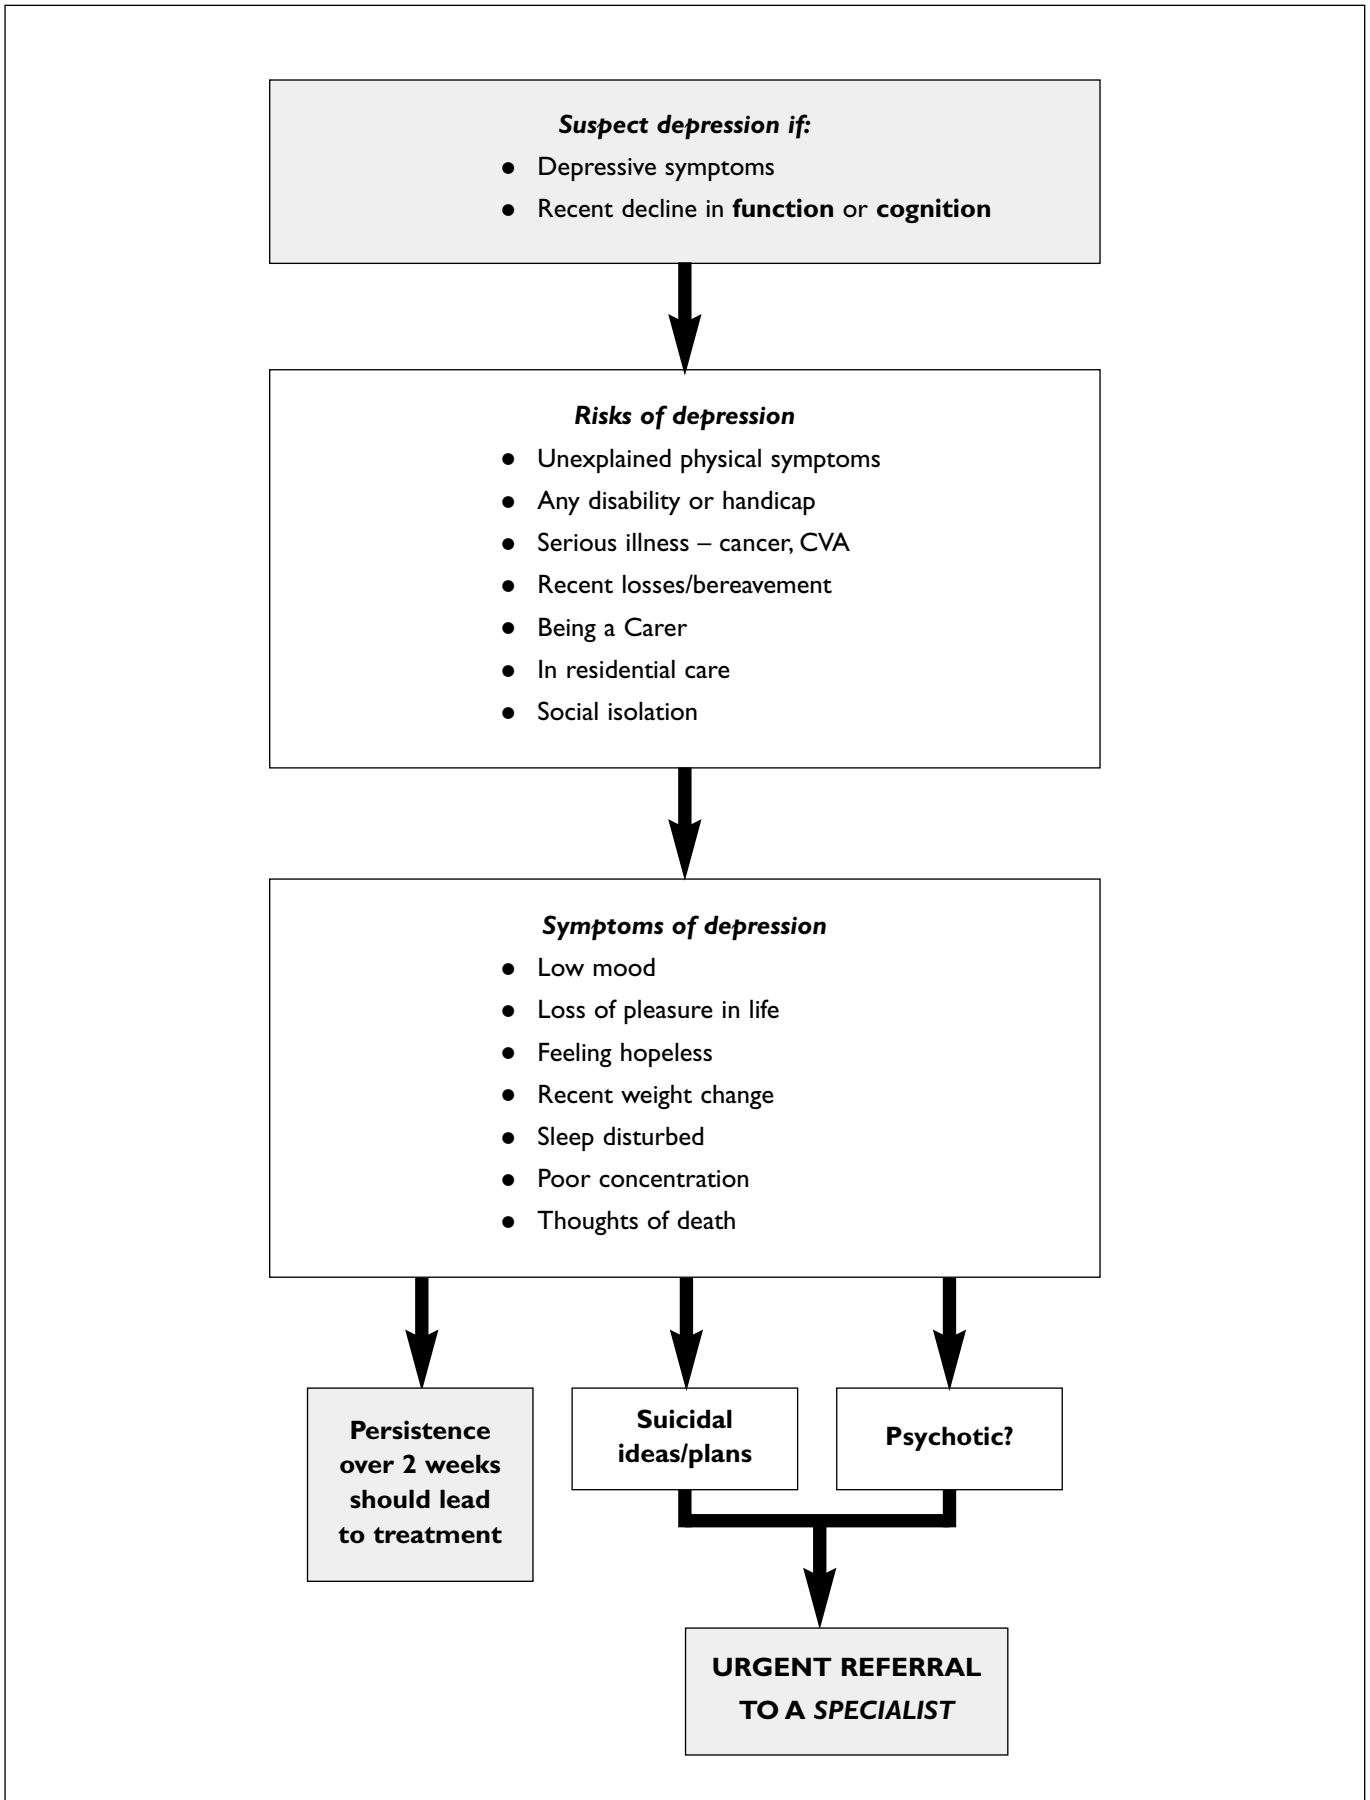 Suspect depression if:
● Depressive symptoms
● Recent decline in function or cognition
Risks of depression
● Unexplained physical symptoms
● Any disability or handicap
● Serious illness – cancer, CVA
● Recent losses/bereavement
● Being a Carer
● In residential care
● Social isolation
Symptoms of depression
● Low mood
● Loss of pleasure in life
● Feeling hopeless
● Recent weight change
● Sleep disturbed
● Poor concentration
● Thoughts of death
Persistence
over 2 weeks
should lead
to treatment
Suicidal
ideas/plans
Psychotic?
URGENT REFERRAL
TO A SPECIALIST